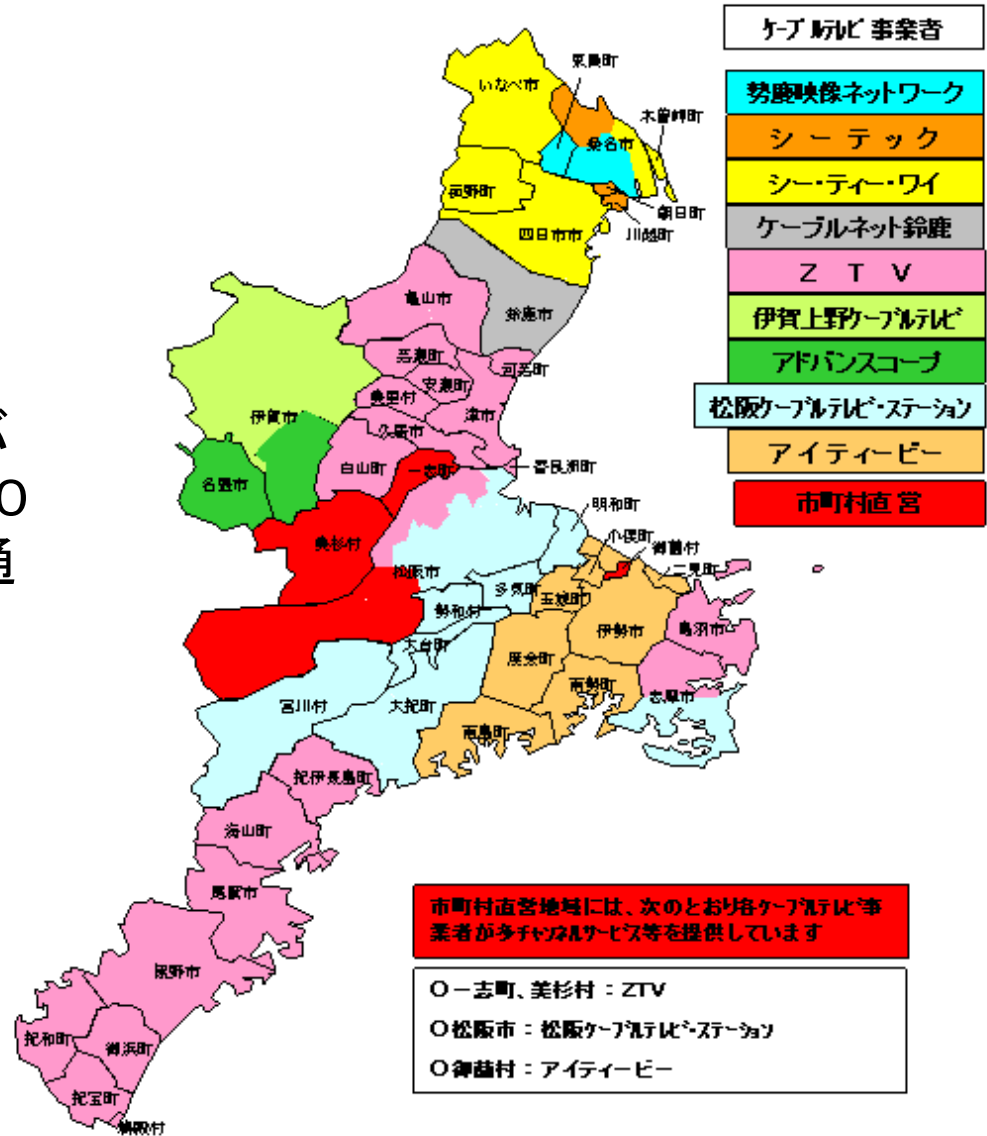 ｹｰﾌﾞﾙﾃﾚﾋﾞ 事業者
勢鹿映像ネットワーク
シーテック
シー・ティー・ワイ
ケーブルネット鈴鹿
ＺＴＶ
伊賀上野ｹｰﾌﾞﾙﾃﾚﾋﾞ
アドバンスコープ
松阪ｹｰﾌﾞﾙﾃﾚﾋﾞ・ステーション
アイティービー
市町村直営
東員町
いなべ市
木曽岬町
桑名市
菰野町
朝日町
川越町
四日市市
亀山市
鈴鹿市
芸濃町
河芸町
安濃町
美里村
津市
伊賀市
久居市
白山町
一志町
香良洲町
名張市
明和町
小俣町
御薗村
二見町
美杉村
松阪市
多気町
玉城町
勢和村
伊勢市
鳥羽市
大台町
度会町
南勢町
志摩市
宮川村
大紀町
南島町
紀伊長島町
海山町
尾鷲市
熊野市
紀和町
御浜町
紀宝町
鵜殿村
が
０
通
市町村直営地域には、次のとおり各ｹｰﾌﾞﾙﾃﾚﾋﾞ事
業者が多ﾁｬﾝﾈﾙｻｰﾋﾞｽ等を提供しています
○一志町、美杉村：ZTV
○松阪市：松阪ｹｰﾌﾞﾙﾃﾚﾋﾞ・ｽﾃｰｼｮﾝ
○御薗村：アイティービー